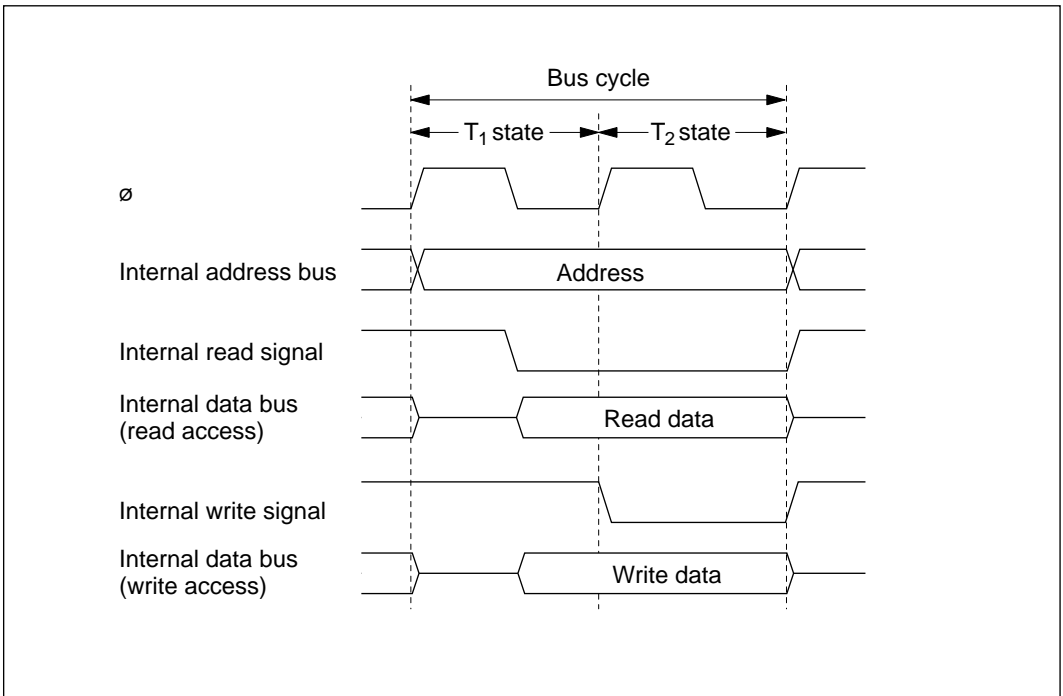 Bus cycle
T1 state T2 state
ø
Internal address bus Address
Internal read signal
Internal data bus
(read access) Read data
Internal write signal
Internal data bus
(write access) Write data